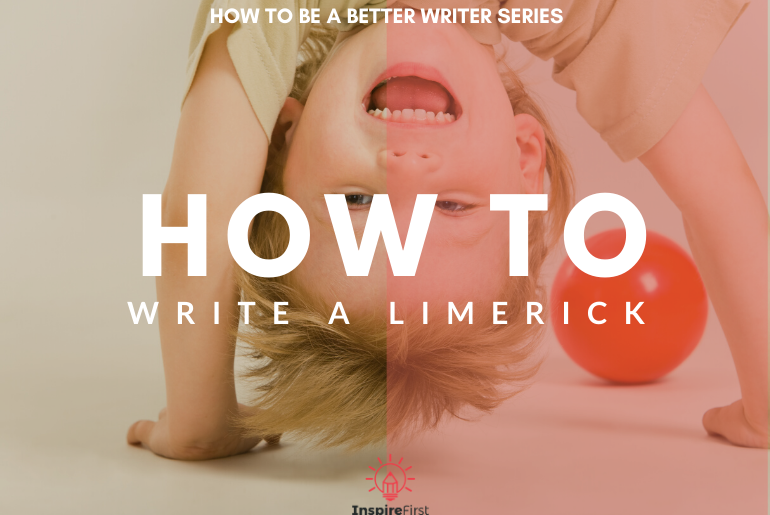 HOW TO BE A BETTER WRITER SERIES
HOW TO
WRITE A LIMERICK
InspireFirst